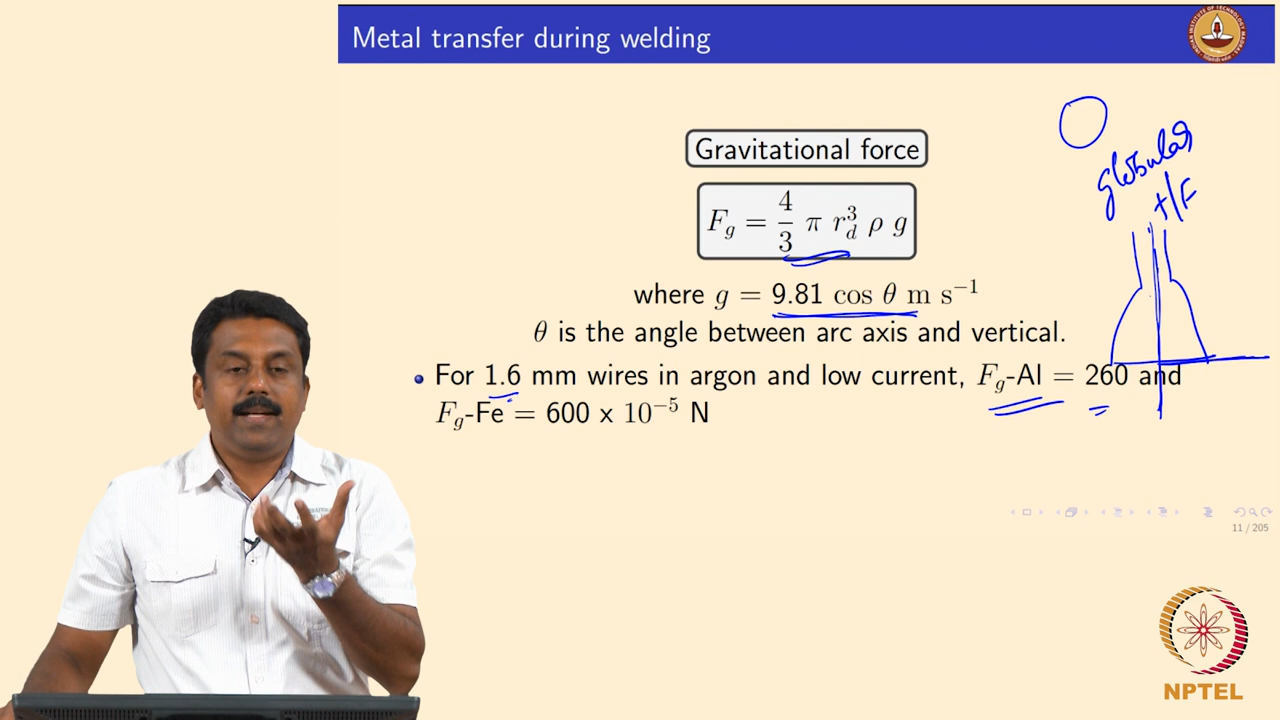 Metal transfer during welding
Gravitational force
F_g = 4/3 π r_d^3 ρ g
where g = 9.81 cos θ m s^−1
θ is the angle between arc axis and vertical.
For 1.6 mm wires in argon and low current, F_g-Al = 260 and
F_g-Fe = 600 x 10^−5 N
globular
t/F
11 / 205
NPTEL